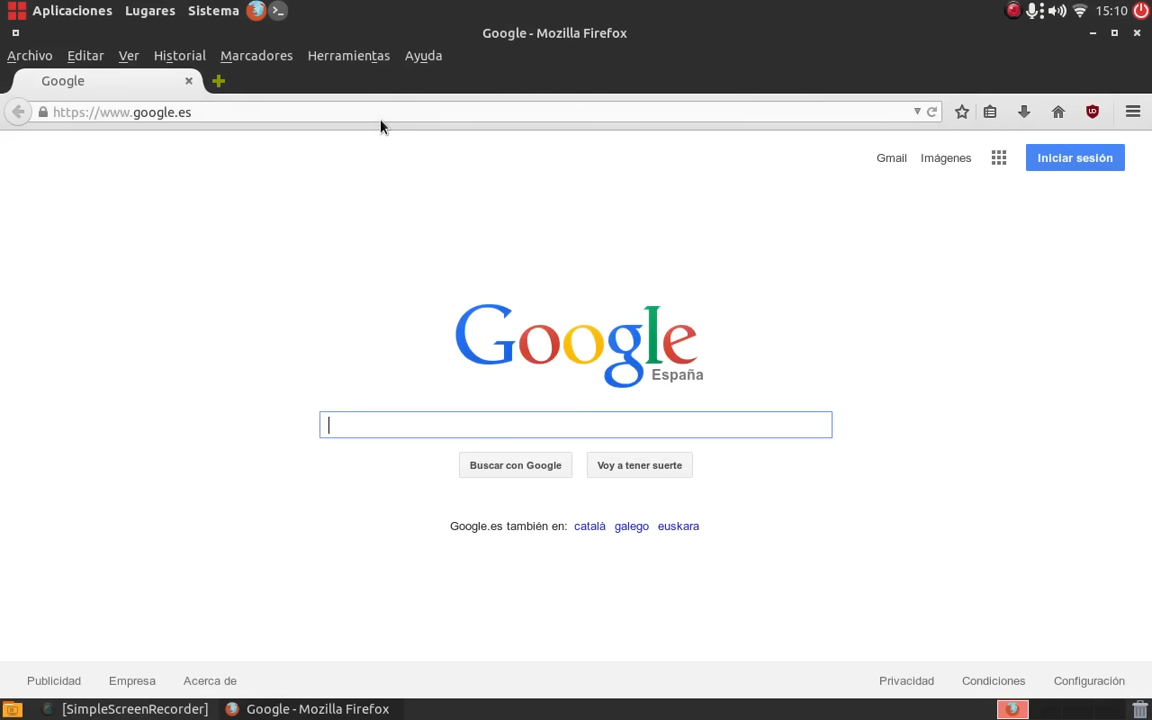 Aplicaciones Lugares Sistema 15:10
Google - Mozilla Firefox
Archivo Editar Ver Historial Marcadores Herramientas Ayuda
Google
https://www.google.es
Gmail Imágenes Iniciar sesión
Google
España
Buscar con Google Voy a tener suerte
Google.es también en: català galego euskara
Publicidad Empresa Acerca de Privacidad Condiciones Configuración
[SimpleScreenRecorder] Google - Mozilla Firefox